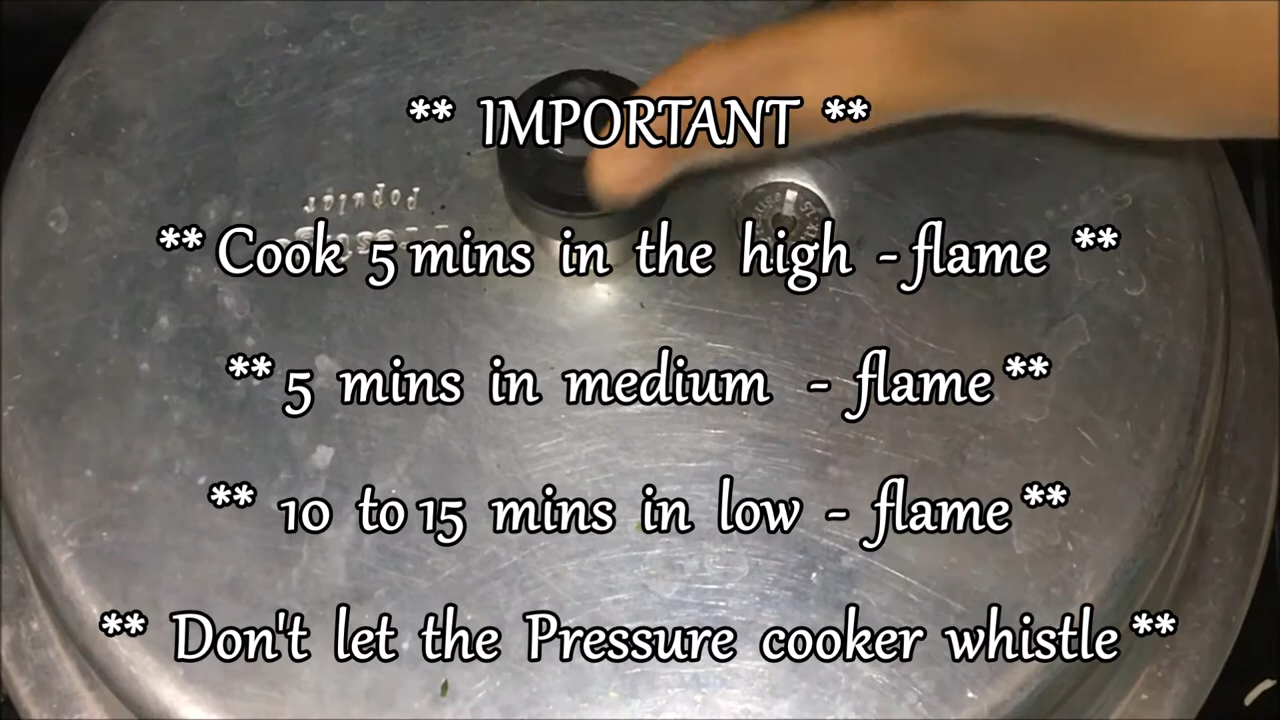 ** IMPORTANT **
Popular
** Cook 5 mins in the high - flame **
** 5 mins in medium - flame **
** 10 to 15 mins in low - flame **
** Don't let the Pressure cooker whistle **